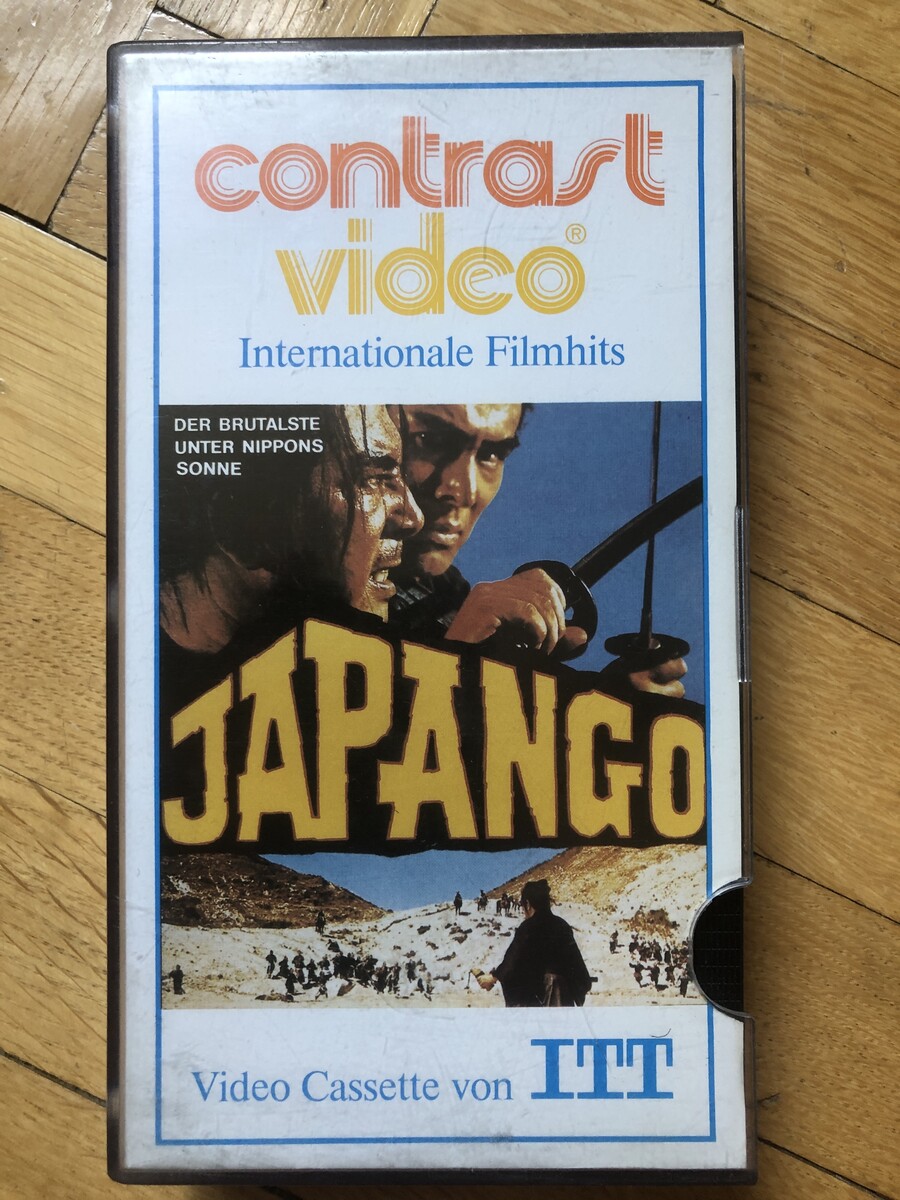 contrast
video®
Internationale Filmhits
DER BRUTALSTE
UNTER NIPPONS
SONNE
JAPANGO
Video Cassette von ITT